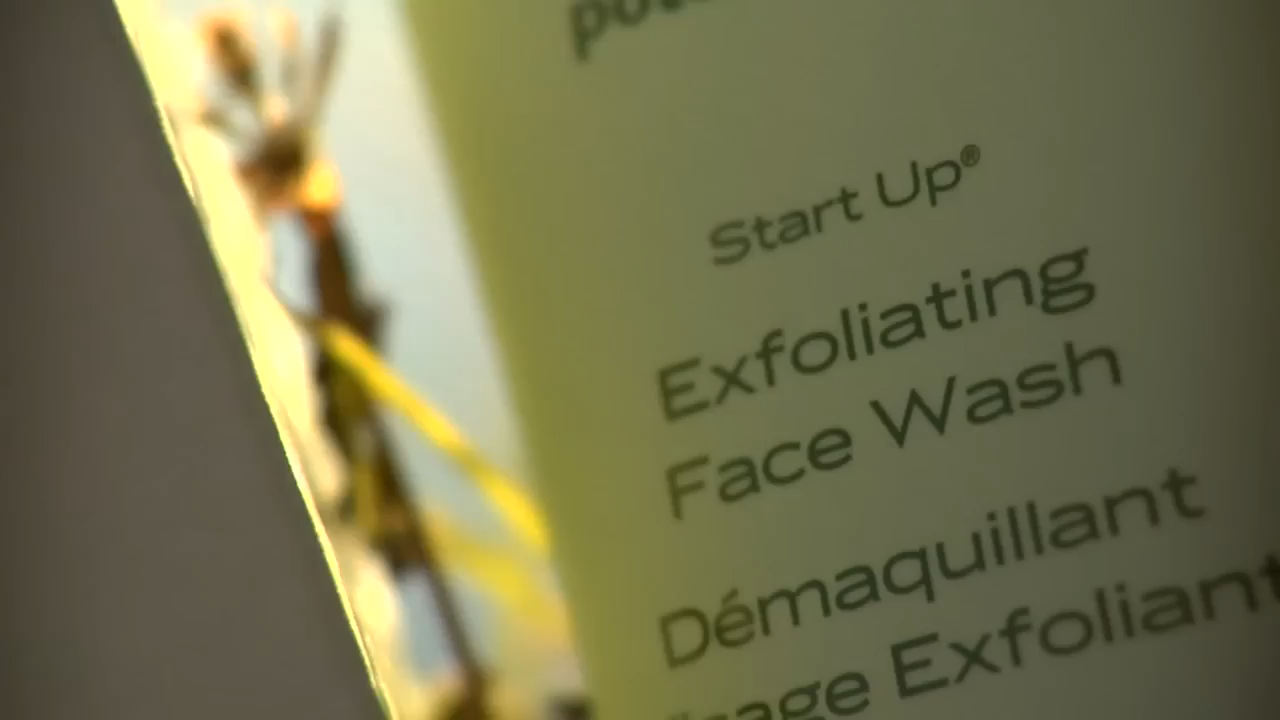 Start Up®
Exfoliating
Face Wash
Démaquillant
Exfoliant